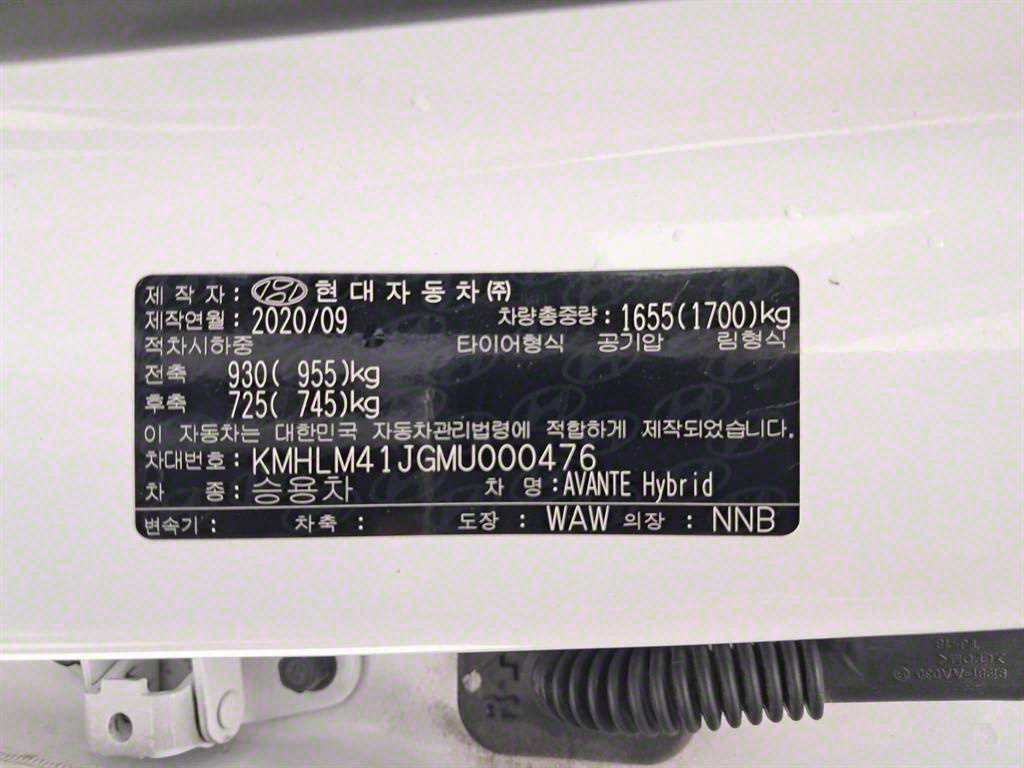 제 작 자 : 현 대 자 동 차 ㈜
제작연월 : 2020/09 차량총중량 : 1655(1700)kg
적차시하중 타이어형식 공기압 림형식
전축 930( 955)kg
후축 725( 745)kg
이 자동차는 대한민국 자동차관리법령에 적합하게 제작되었습니다.
차대번호 : KMHLM41JGMU000476
차 종 : 승용차 차 명 : AVANTE Hybrid
변속기 : 차축 : 도장 : WAW 의장 : NNB